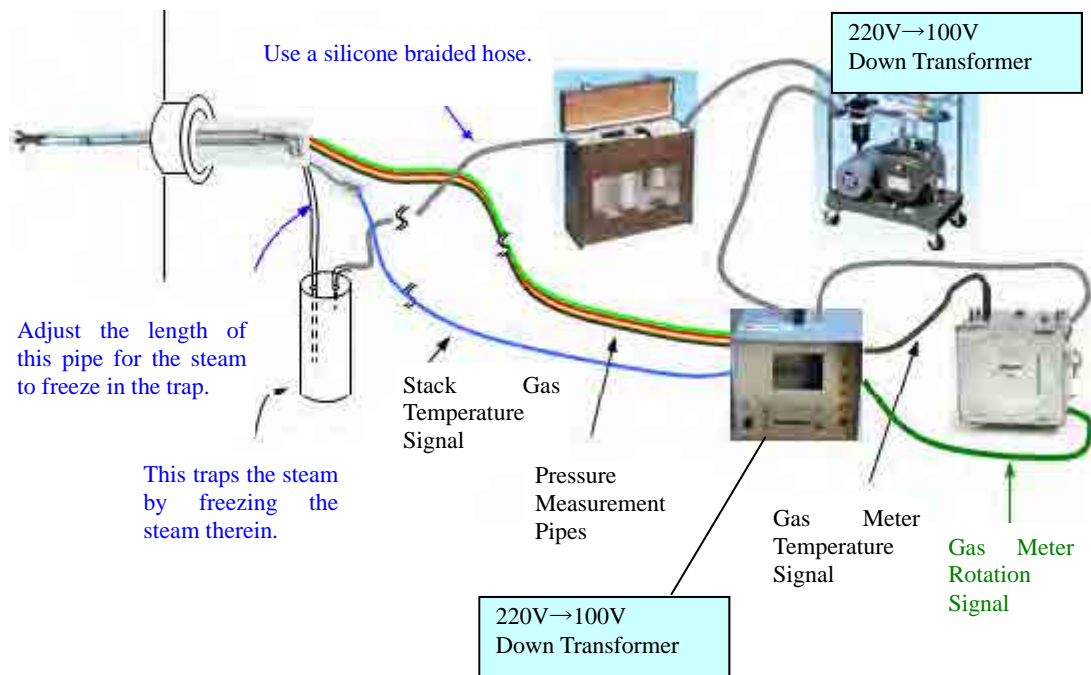 220V→100V
Down Transformer
Use a silicone braided hose.
Adjust the length of
this pipe for the steam
to freeze in the trap.
Stack Gas
Temperature
Signal
This traps the steam
by freezing the
steam therein.
Pressure
Measurement
Pipes
Gas Meter
Temperature
Signal
Gas Meter
Rotation
Signal
220V→100V
Down Transformer